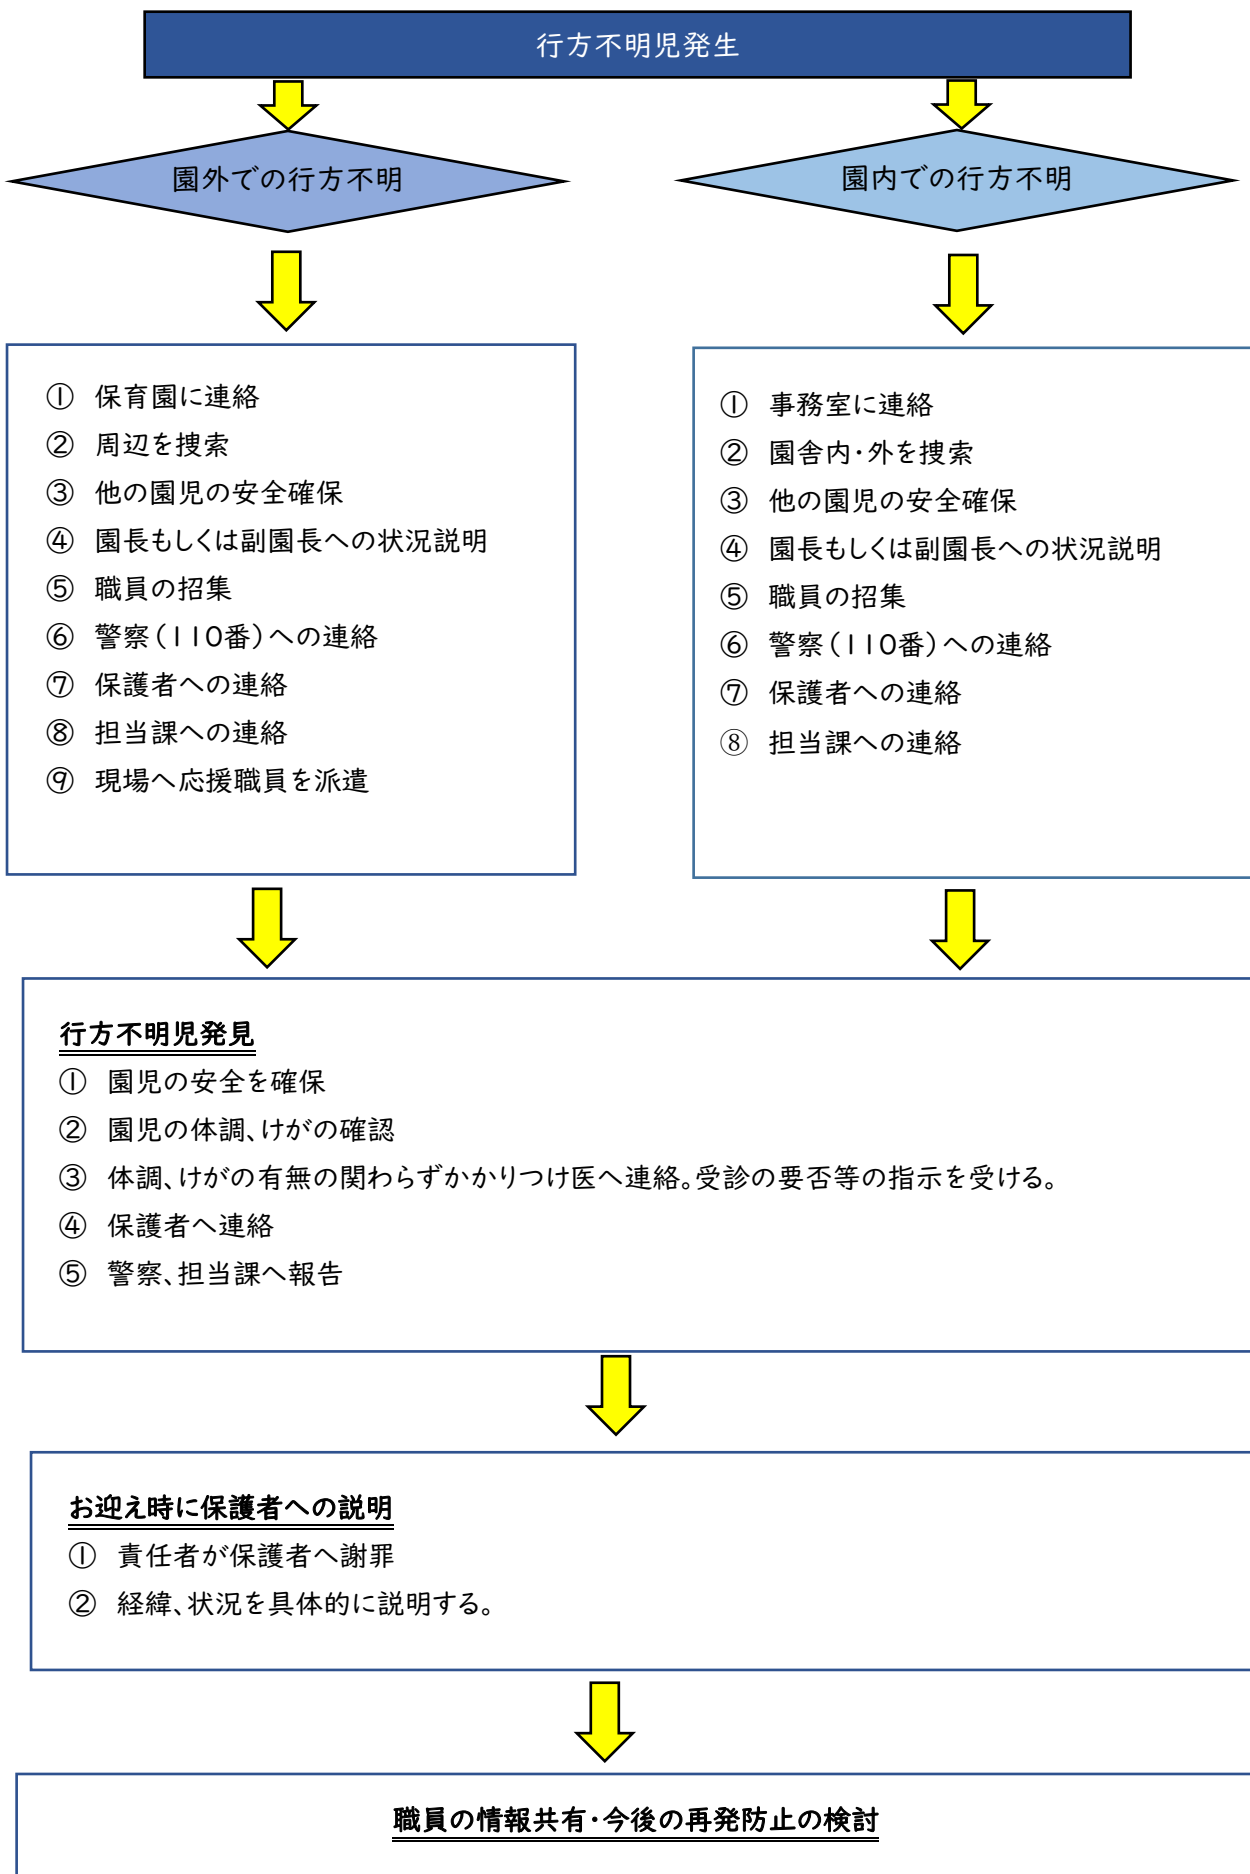 行方不明児発生
園外での行方不明
園内での行方不明
① 保育園に連絡
② 周辺を捜索
③ 他の園児の安全確保
④ 園長もしくは副園長への状況説明
⑤ 職員の招集
⑥ 警察(110番)への連絡
⑦ 保護者への連絡
⑧ 担当課への連絡
⑨ 現場へ応援職員を派遣
① 事務室に連絡
② 園舎内・外を捜索
③ 他の園児の安全確保
④ 園長もしくは副園長への状況説明
⑤ 職員の招集
⑥ 警察(110番)への連絡
⑦ 保護者への連絡
⑧ 担当課への連絡
行方不明児発見
① 園児の安全を確保
② 園児の体調、けがの確認
③ 体調、けがの有無の関わらずかかりつけ医へ連絡。受診の要否等の指示を受ける。
④ 保護者へ連絡
⑤ 警察、担当課へ報告
お迎え時に保護者への説明
① 責任者が保護者へ謝罪
② 経緯、状況を具体的に説明する。
職員の情報共有・今後の再発防止の検討